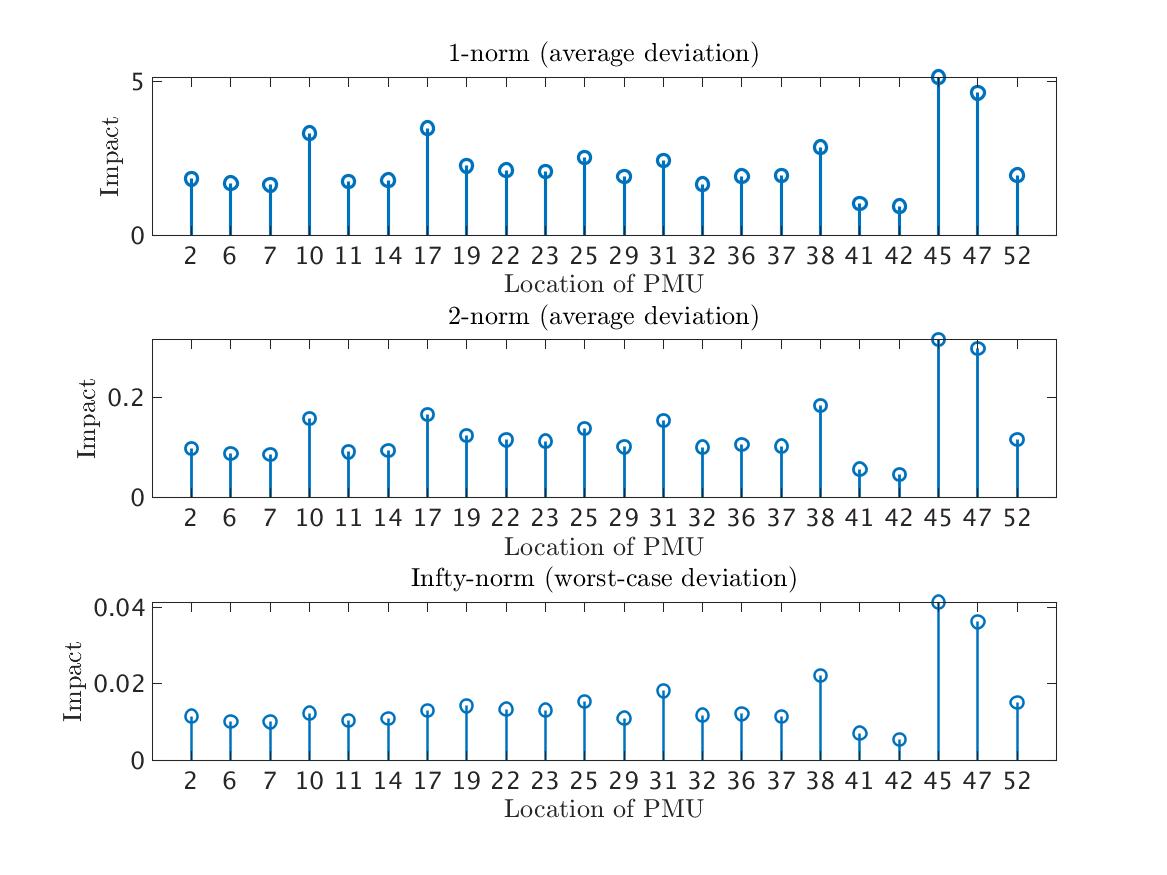 1-norm (average deviation)
5
Impact
0
2 6 7 10 11 14 17 19 22 23 25 29 31 32 36 37 38 41 42 45 47 52
Location of PMU
2-norm (average deviation)
0.2
Impact
0
2 6 7 10 11 14 17 19 22 23 25 29 31 32 36 37 38 41 42 45 47 52
Location of PMU
Infty-norm (worst-case deviation)
0.04
Impact
0.02
0
2 6 7 10 11 14 17 19 22 23 25 29 31 32 36 37 38 41 42 45 47 52
Location of PMU